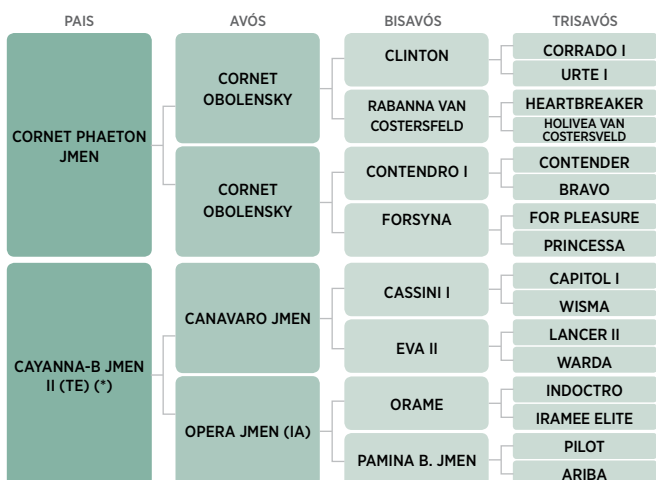 PAIS AVÓS BISAVÓS TRISAVÓS
CORNET PHAETON
JMEN
CORNET
OBOLENSKY
CLINTON
CORRADO I
URTE I
RABANNA VAN
COSTERSFELD
HEARTBREAKER
HOLIVEA VAN
COSTERSVELD
CORNET
OBOLENSKY
CONTENDRO I
CONTENDER
BRAVO
FORSYNA
FOR PLEASURE
PRINCESSA
CAYANNA-B JMEN
II (TE) (*)
CANAVARO JMEN
CASSINI I
CAPITOL I
WISMA
EVA II
LANCER II
WARDA
OPERA JMEN (IA)
ORAME
INDOCTRO
IRAMEE ELITE
PAMINA B. JMEN
PILOT
ARIBA